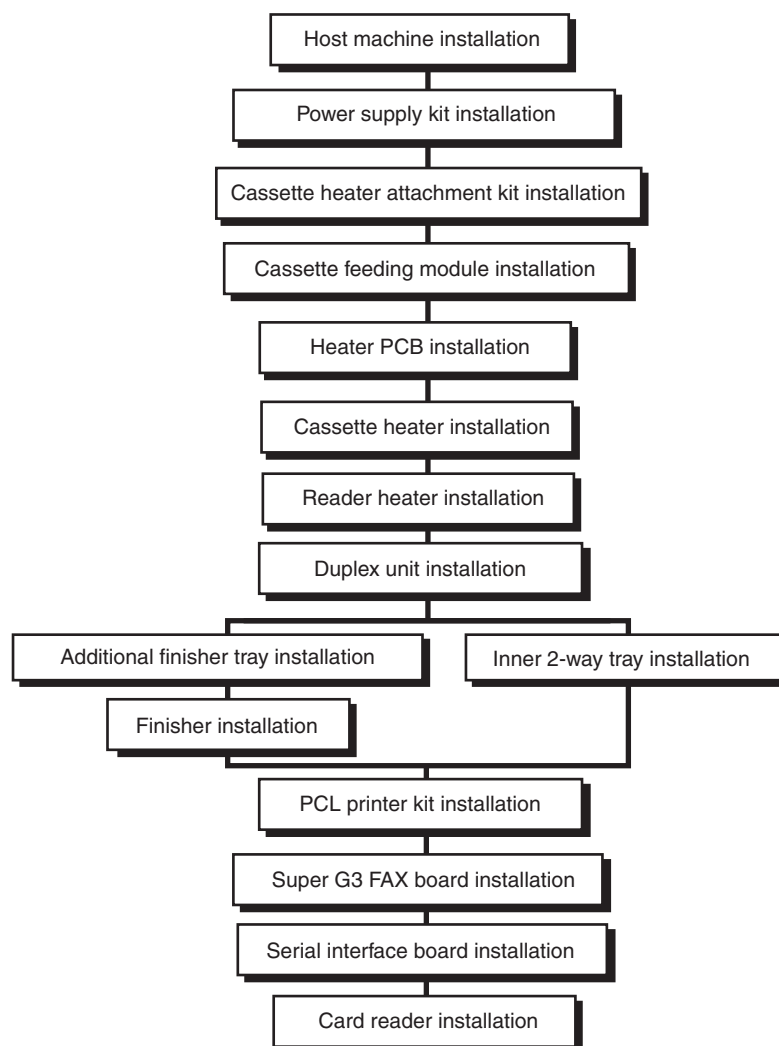 Host machine installation
Power supply kit installation
Cassette heater attachment kit installation
Cassette feeding module installation
Heater PCB installation
Cassette heater installation
Reader heater installation
Duplex unit installation
Additional finisher tray installation
Inner 2-way tray installation
Finisher installation
PCL printer kit installation
Super G3 FAX board installation
Serial interface board installation
Card reader installation